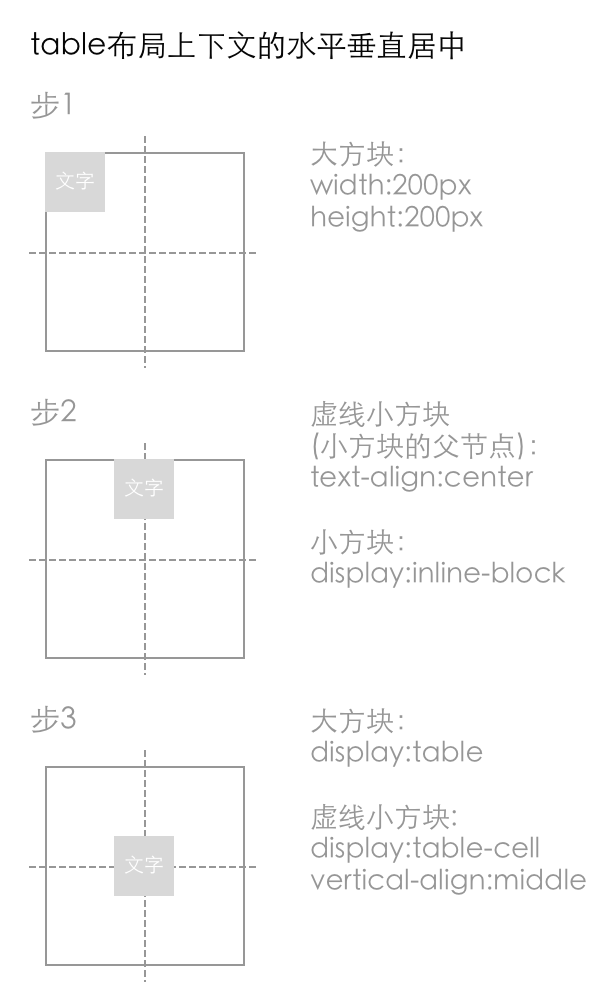 table布局上下文的水平垂直居中
步1
文字
大方块：
width:200px
height:200px
步2
文字
虚线小方块
(小方块的父节点)：
text-align:center
小方块：
display:inline-block
步3
文字
大方块：
display:table
虚线小方块:
display:table-cell
vertical-align:middle